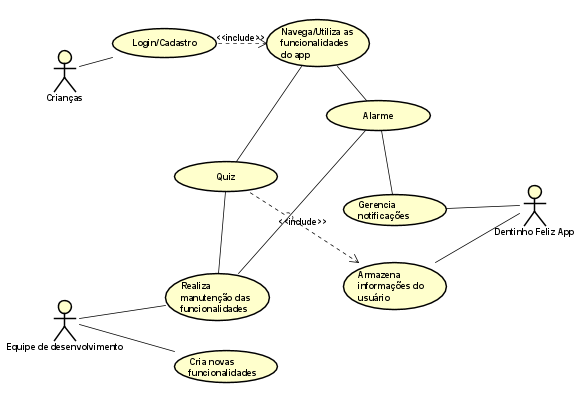 Login/Cadastro
<<include>>
Navega/Utiliza as
funcionalidades
do app
Crianças
Alarme
Quiz
Gerencia
notificações
<<include>>
Dentinho Feliz App
Armazena
informações do
usuário
Realiza
manutenção das
funcionalidades
Equipe de desenvolvimento
Cria novas
funcionalidades